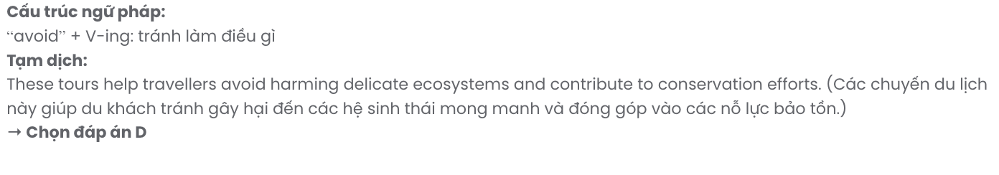 Cấu trúc ngữ pháp:
“avoid” + V-ing: tránh làm điều gì
Tạm dịch:
These tours help travellers avoid harming delicate ecosystems and contribute to conservation efforts. (Các chuyến du lịch
này giúp du khách tránh gây hại đến các hệ sinh thái mong manh và đóng góp vào các nỗ lực bảo tồn.)
→ Chọn đáp án D